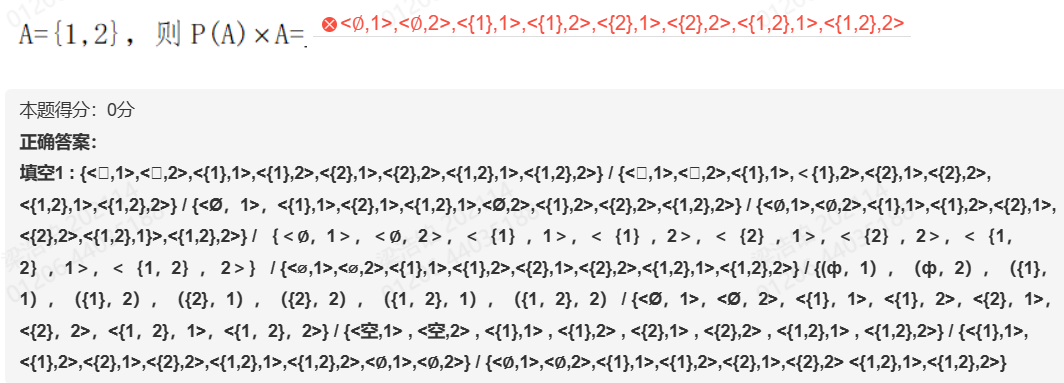 A={1,2}, 则 P(A)×A= <∅,1>,<∅,2>,<{1},1>,<{1},2>,<{2},1>,<{2},2>,<{1,2},1>,<{1,2},2>
本题得分：0分
正确答案：
填空1：{<□,1>,<□,2>,<{1},1>,<{1},2>,<{2},1>,<{2},2>,<{1,2},1>,<{1,2},2>} / {<□,1>,<□,2>,<{1},1>,＜{1},2>,<{2},1>,<{2},2>,
<{1,2},1>,<{1,2},2>} / {<Ø，1>，<{1},1>,<{2},1>,<{1,2},1><Ø,2>,<{1},2>,<{2},2>,<{1,2},2>} / {<ø,1>,<ø,2>,<{1},1>,<{1},2>,<{2},1>,
<{2},2>,<{1,2},1}>,<{1,2},2>} / ｛＜∅，1＞，＜∅，2＞，＜｛1｝，1＞，＜｛1｝，2＞，＜｛2｝，1＞，＜｛2｝，2＞，＜｛1，
2｝，1＞，＜｛1，2｝，2＞｝ / {<∅,1>,<∅,2>,<{1},1>,<{1},2>,<{2},1>,<{2},2>,<{1,2},1>,<{1,2},2>} / {(φ，1），（φ，2），（{1}，
1），（{1}，2），（{2}，1），（{2}，2），（{1，2}，1），（{1，2}，2） / {<Ø，1>，<Ø，2>，<{1}，1>，<{1}，2>，<{2}，1>，
<{2}，2>，<{1，2}，1>，<{1，2}，2>} / {<空,1> , <空,2> , <{1},1> , <{1},2> , <{2},1> , <{2},2> , <{1,2},1> , <{1,2},2>} / {<{1},1>,
<{1},2>,<{2},1>,<{2},2>,<{1,2},1>,<{1,2},2>,<ø,1>,<ø,2>} / {<ø,1>,<ø,2>,<{1},1>,<{1},2>,<{2},1>,<{2},2> <{1,2},1>,<{1,2},2>}